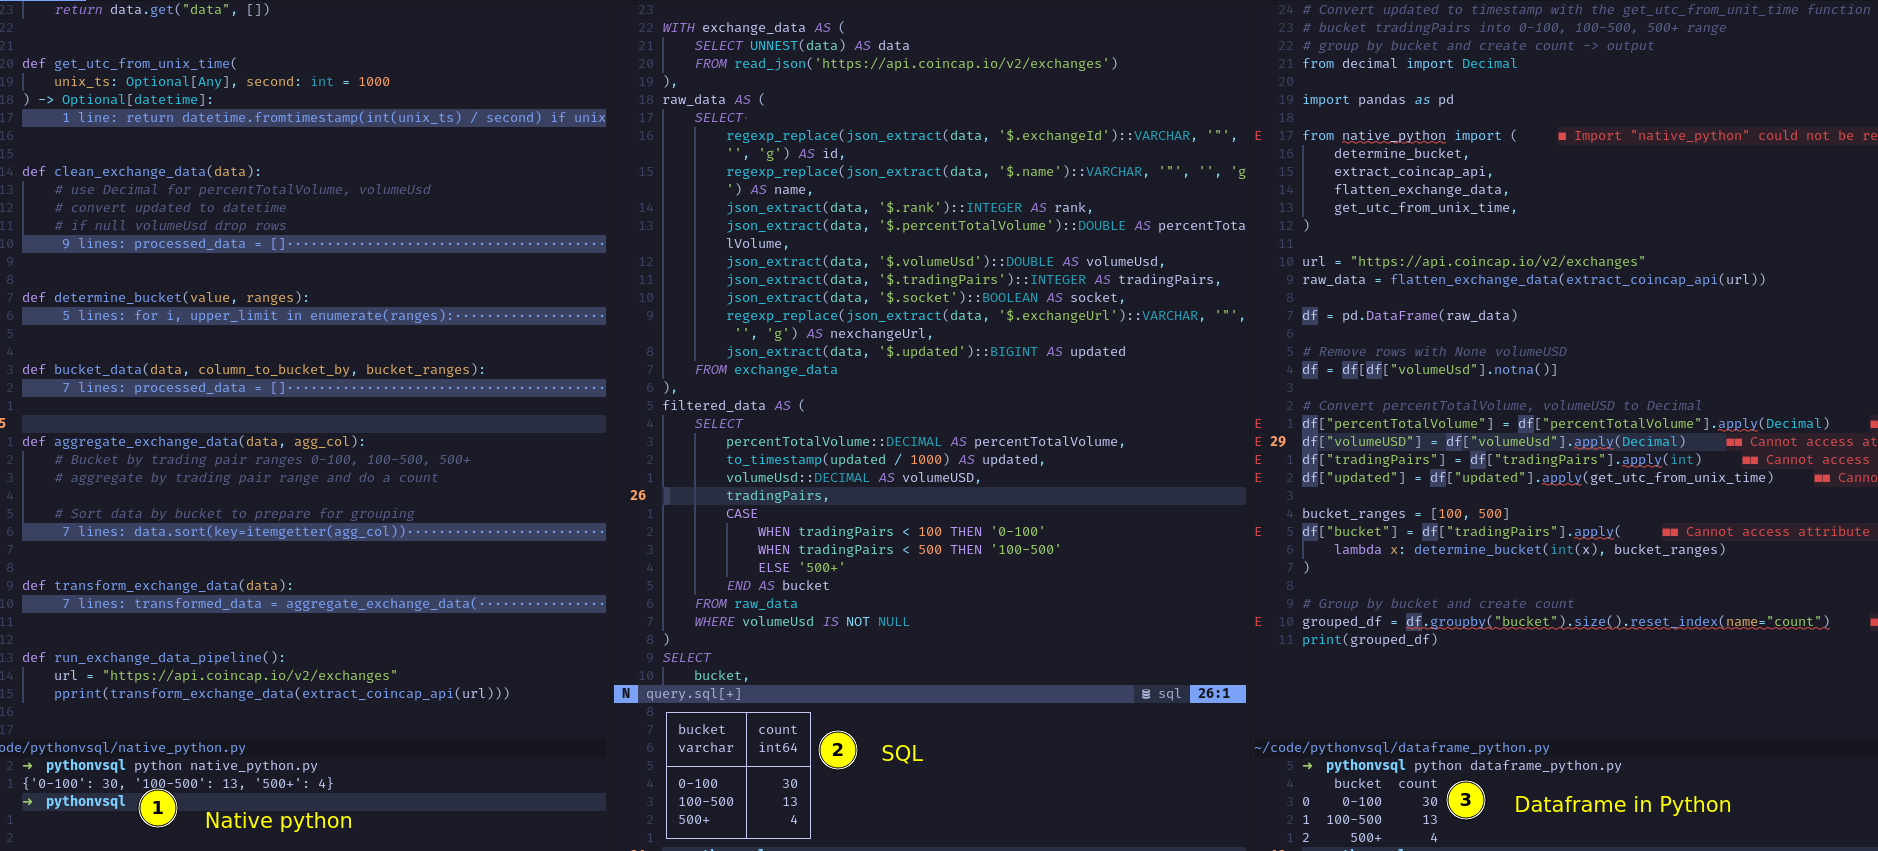 23 return data.get("data", [])
22
21
20 def get_utc_from_unix_time(
19 unix_ts: Optional[Any], second: int = 1000
18 ) -> Optional[datetime]:
17 1 line: return datetime.fromtimestamp(int(unix_ts) / second) if unix
16
15
14 def clean_exchange_data(data):
13 # use Decimal for percentTotalVolume, volumeUsd
12 # convert updated to datetime
11 # if null volumeUsd drop rows
10 9 lines: processed_data = []·······································
9
8
7 def determine_bucket(value, ranges):
6 5 lines: for i, upper_limit in enumerate(ranges):··················
5
4
3 def bucket_data(data, column_to_bucket_by, bucket_ranges):
2 7 lines: processed_data = []·······································
1
5
1 def aggregate_exchange_data(data, agg_col):
2 # Bucket by trading pair ranges 0-100, 100-500, 500+
3 # aggregate by trading pair range and do a count
4
5 # Sort data by bucket to prepare for grouping
6 7 lines: data.sort(key=itemgetter(agg_col))························
7
8
9 def transform_exchange_data(data):
10 7 lines: transformed_data = aggregate_exchange_data(···············
11
12
13 def run_exchange_data_pipeline():
14 url = "https://api.coincap.io/v2/exchanges"
15 pprint(transform_exchange_data(extract_coincap_api(url)))
16
17
ode/pythonvsql/native_python.py
2 → pythonvsql python native_python.py
1 {'0-100': 30, '100-500': 13, '500+': 4}
→ pythonvsql
1
2
1
Native python
23
22 WITH exchange_data AS (
21 SELECT UNNEST(data) AS data
20 FROM read_json('https://api.coincap.io/v2/exchanges')
19 ),
18 raw_data AS (
17 SELECT·
16 regexp_replace(json_extract(data, '$.exchangeId')::VARCHAR, '"',
'', 'g') AS id,
15 regexp_replace(json_extract(data, '$.name')::VARCHAR, '"', '', 'g
') AS name,
14 json_extract(data, '$.rank')::INTEGER AS rank,
13 json_extract(data, '$.percentTotalVolume')::DOUBLE AS percentTota
lVolume,
12 json_extract(data, '$.volumeUsd')::DOUBLE AS volumeUsd,
11 json_extract(data, '$.tradingPairs')::INTEGER AS tradingPairs,
10 json_extract(data, '$.socket')::BOOLEAN AS socket,
9 regexp_replace(json_extract(data, '$.exchangeUrl')::VARCHAR, '"',
'', 'g') AS nexchangeUrl,
8 json_extract(data, '$.updated')::BIGINT AS updated
7 FROM exchange_data
6 ),
5 filtered_data AS (
4 SELECT
3 percentTotalVolume::DECIMAL AS percentTotalVolume,
2 to_timestamp(updated / 1000) AS updated,
1 volumeUsd::DECIMAL AS volumeUSD,
26 tradingPairs,
1 CASE
2 WHEN tradingPairs < 100 THEN '0-100'
3 WHEN tradingPairs < 500 THEN '100-500'
4 ELSE '500+'
5 END AS bucket
6 FROM raw_data
7 WHERE volumeUsd IS NOT NULL
8 )
9 SELECT
10 bucket,
N query.sql[+] sql 26:1
8
7 bucket count
6 varchar int64
5
4 0-100 30
3 100-500 13
2 500+ 4
1
2
SQL
24 # Convert updated to timestamp with the get_utc_from_unit_time function
23 # bucket tradingPairs into 0-100, 100-500, 500+ range
22 # group by bucket and create count -> output
21 from decimal import Decimal
20
19 import pandas as pd
18
E 17 from native_python import ( ■ Import "native_python" could not be re
16 determine_bucket,
15 extract_coincap_api,
14 flatten_exchange_data,
13 get_utc_from_unix_time,
12 )
11
10 url = "https://api.coincap.io/v2/exchanges"
9 raw_data = flatten_exchange_data(extract_coincap_api(url))
8
7 df = pd.DataFrame(raw_data)
6
5 # Remove rows with None volumeUSD
4 df = df[df["volumeUsd"].notna()]
3
2 # Convert percentTotalVolume, volumeUSD to Decimal
E 1 df["percentTotalVolume"] = df["percentTotalVolume"].apply(Decimal) ■
E 29 df["volumeUSD"] = df["volumeUsd"].apply(Decimal) ■■ Cannot access at
E 1 df["tradingPairs"] = df["tradingPairs"].apply(int) ■■ Cannot access
E 2 df["updated"] = df["updated"].apply(get_utc_from_unix_time) ■■ Canno
3
4 bucket_ranges = [100, 500]
E 5 df["bucket"] = df["tradingPairs"].apply( ■■ Cannot access attribute
6 lambda x: determine_bucket(int(x), bucket_ranges)
7 )
8
9 # Group by bucket and create count
E 10 grouped_df = df.groupby("bucket").size().reset_index(name="count") ■
11 print(grouped_df)
~/code/pythonvsql/dataframe_python.py
5 → pythonvsql python dataframe_python.py
4 bucket count
3 0 0-100 30
2 1 100-500 13
1 2 500+ 4
3
Dataframe in Python